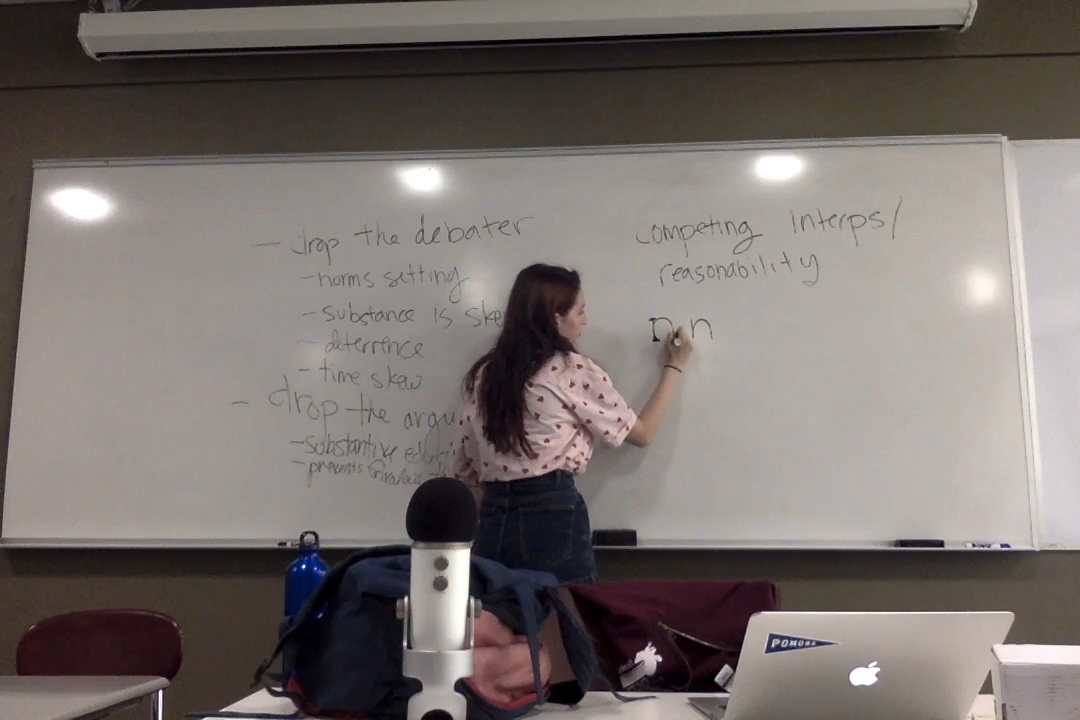 - drop the debater
- norms setting
- substance is ske
- deterrence
- time skew
- drop the argu
- substantive
- prevents
competing interps/
reasonability
n n
POMONA